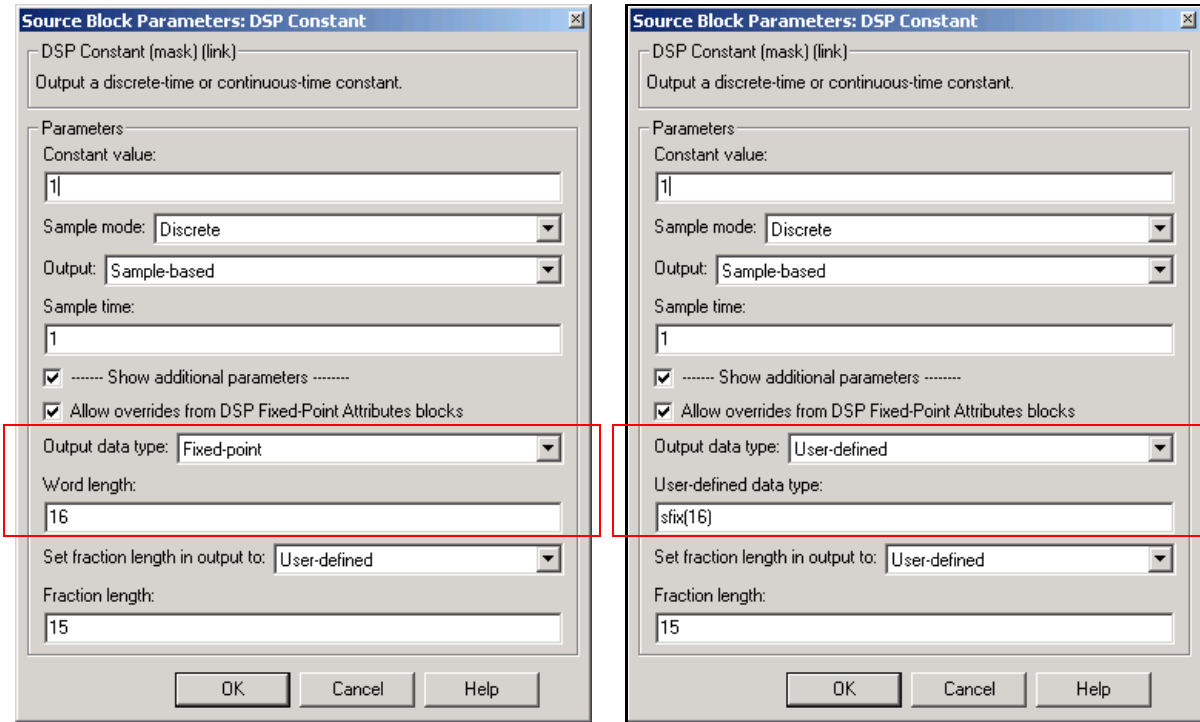 Source Block Parameters: DSP Constant
DSP Constant (mask) (link)
Output a discrete-time or continuous-time constant.
Parameters
Constant value:
1
Sample mode: Discrete
Output: Sample-based
Sample time:
1
------- Show additional parameters --------
Allow overrides from DSP Fixed-Point Attributes blocks
Output data type: Fixed-point
Word length:
16
Set fraction length in output to: User-defined
Fraction length:
15
OK Cancel Help
Source Block Parameters: DSP Constant
DSP Constant (mask) (link)
Output a discrete-time or continuous-time constant.
Parameters
Constant value:
1
Sample mode: Discrete
Output: Sample-based
Sample time:
1
------- Show additional parameters --------
Allow overrides from DSP Fixed-Point Attributes blocks
Output data type: User-defined
User-defined data type:
sfix(16)
Set fraction length in output to: User-defined
Fraction length:
15
OK Cancel Help